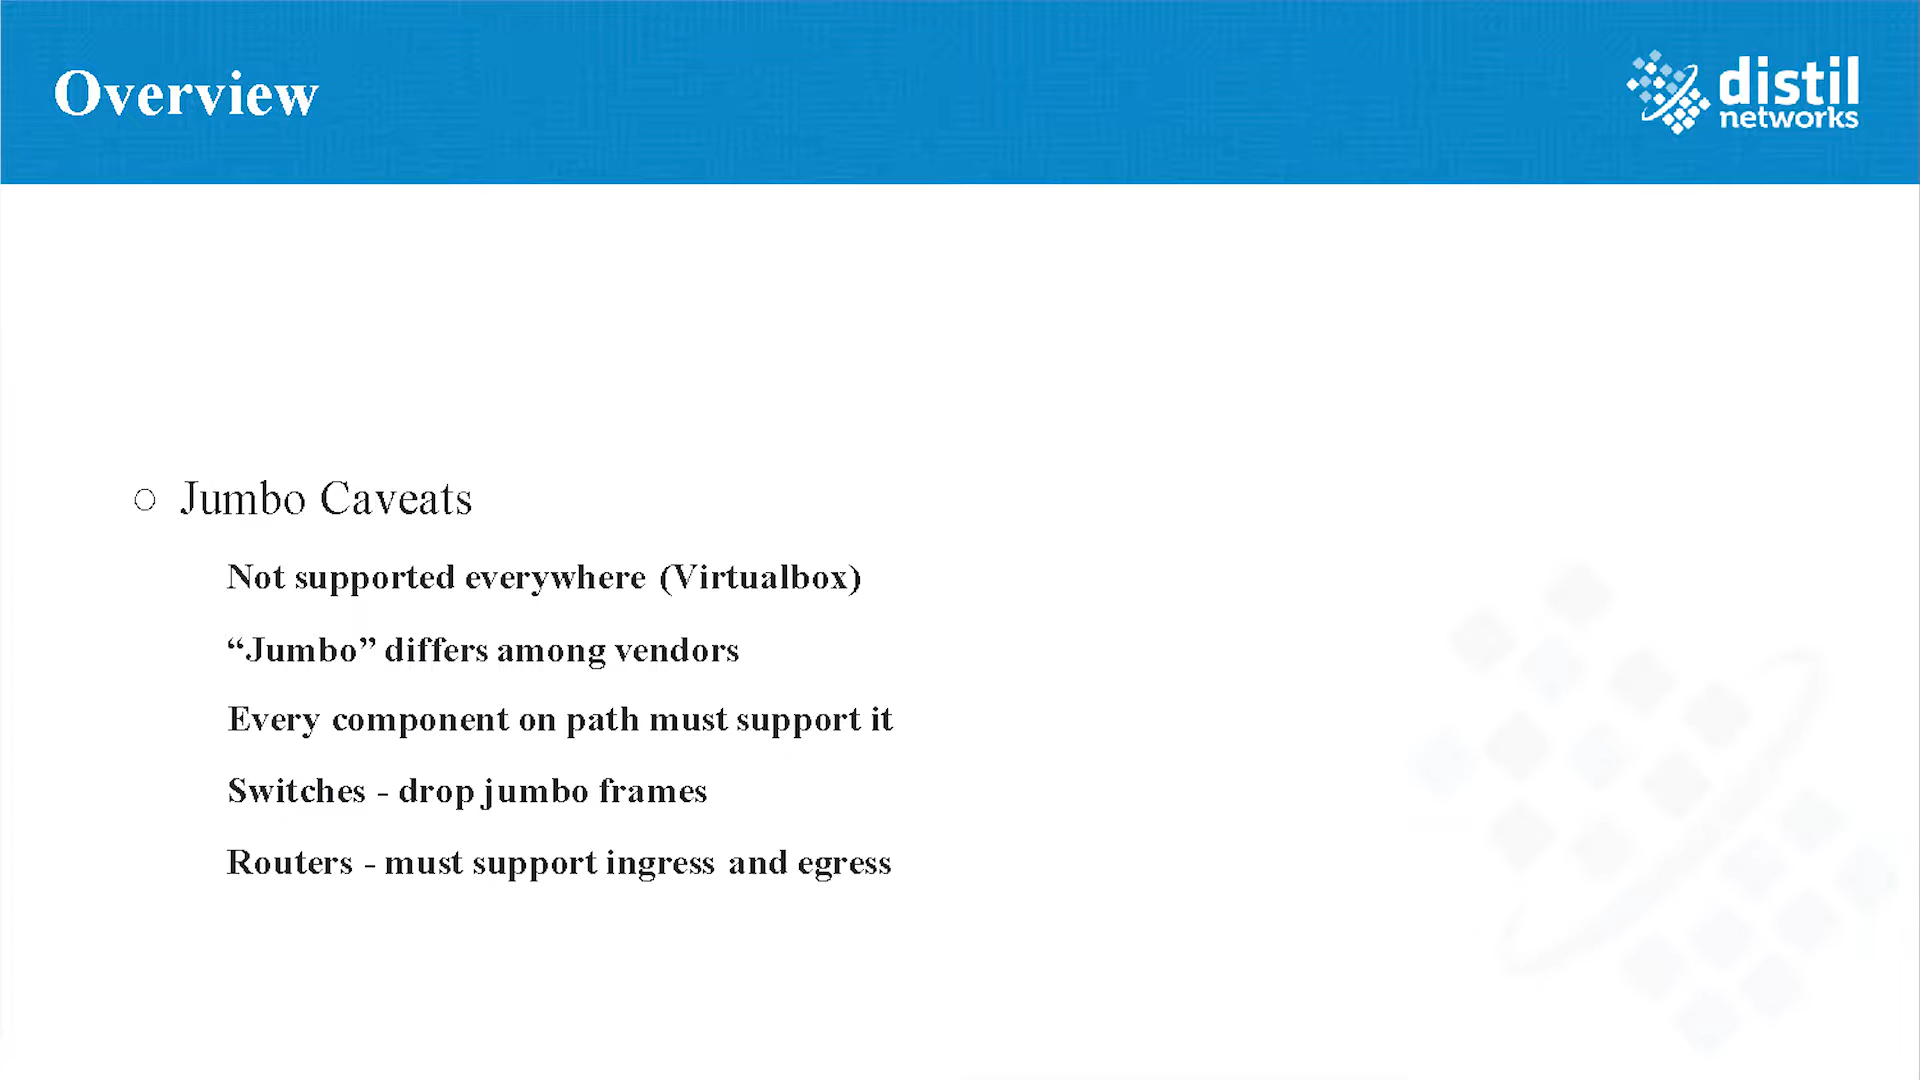 Overview
distil
networks
○ Jumbo Caveats
Not supported everywhere (Virtualbox)
“Jumbo” differs among vendors
Every component on path must support it
Switches - drop jumbo frames
Routers - must support ingress and egress